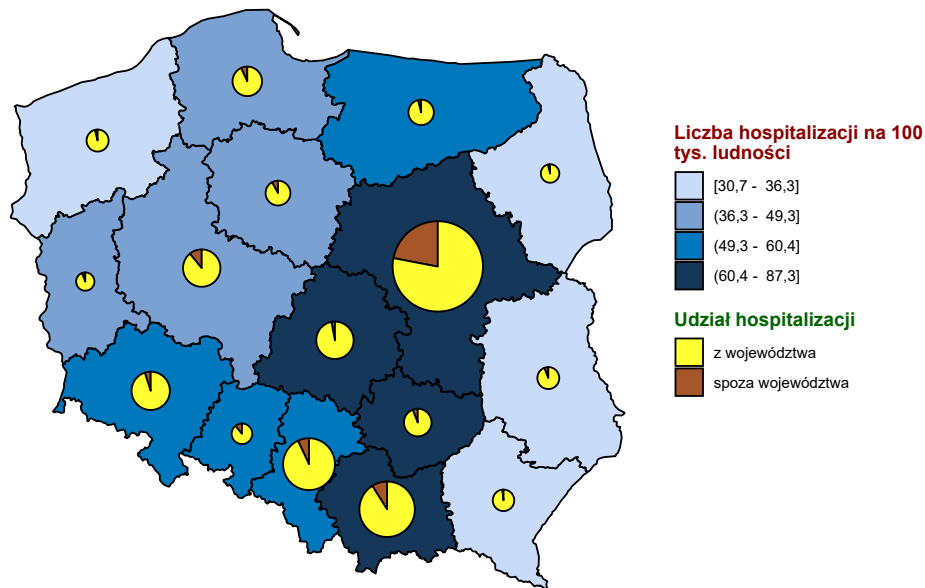 Liczba hospitalizacji na 100
tys. ludności
[30,7 - 36,3]
(36,3 - 49,3]
(49,3 - 60,4]
(60,4 - 87,3]
Udział hospitalizacji
z województwa
spoza województwa